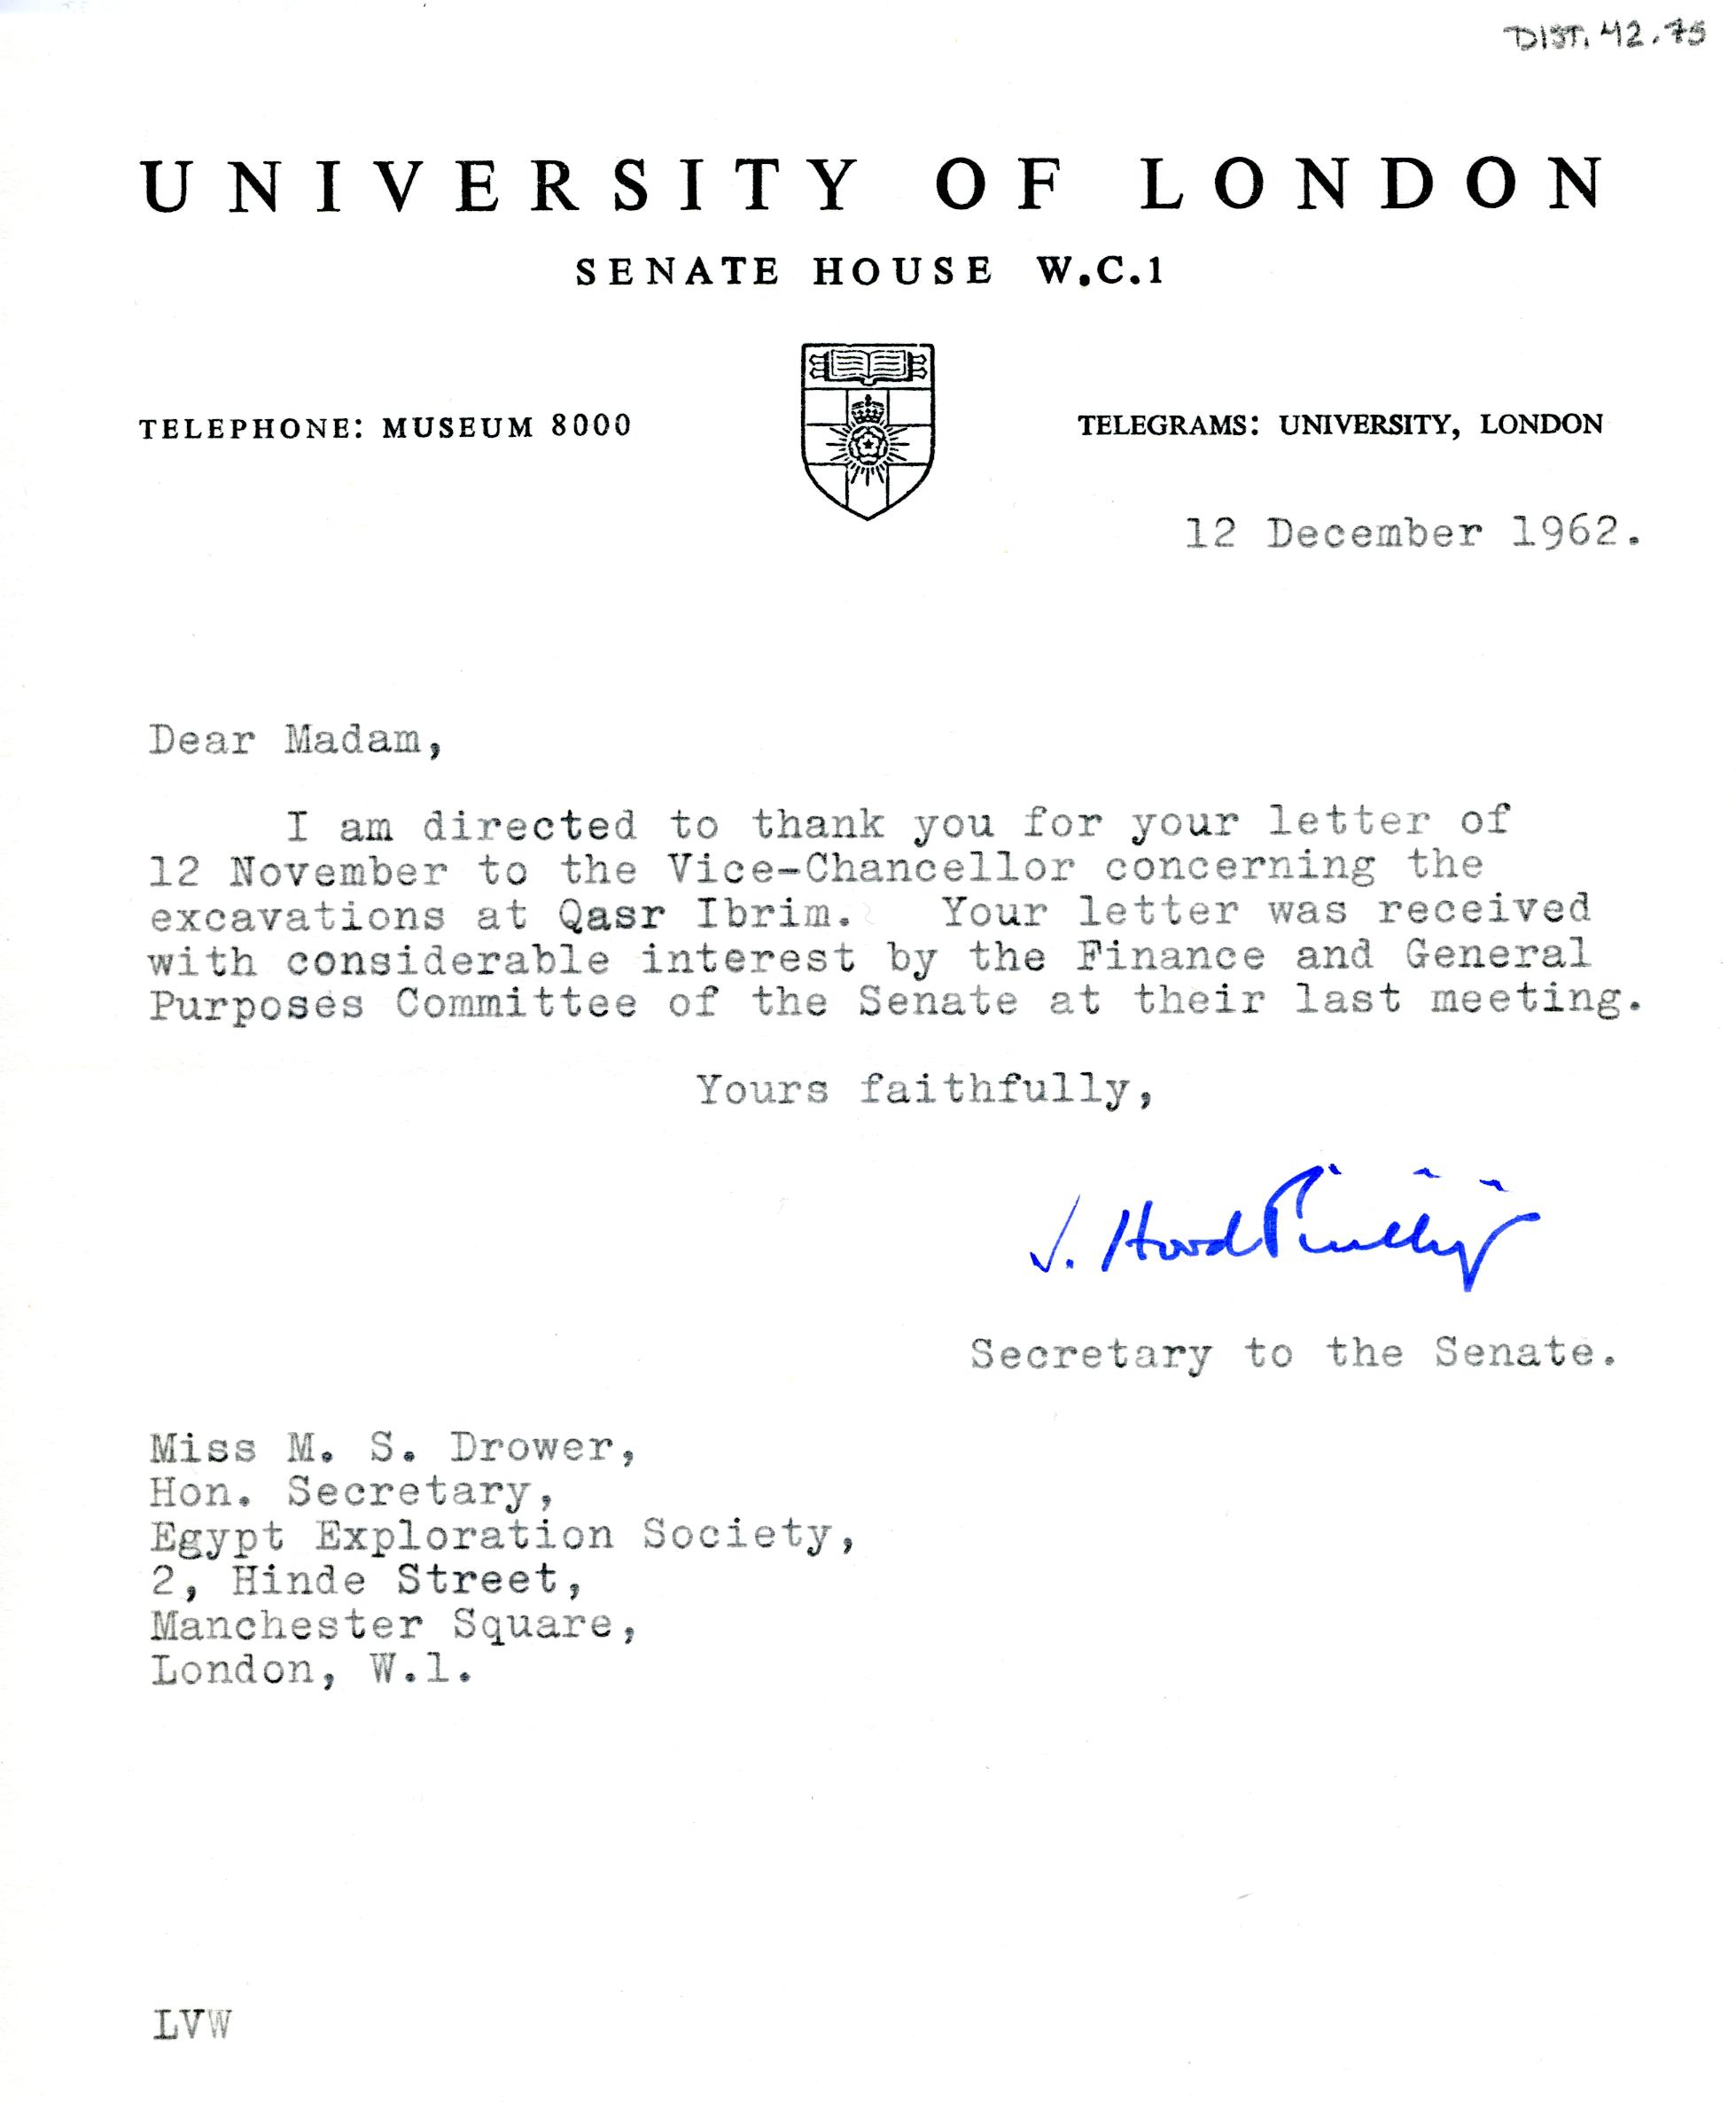 DIST. 42.75
UNIVERSITY OF LONDON
SENATE HOUSE W.C.1
TELEPHONE: MUSEUM 8000
TELEGRAMS: UNIVERSITY, LONDON
12 December 1962.
Dear Madam,
I am directed to thank you for your letter of
12 November to the Vice-Chancellor concerning the
excavations at Qasr Ibrim. Your letter was received
with considerable interest by the Finance and General
Purposes Committee of the Senate at their last meeting.
Yours faithfully,
J. Hood
Secretary to the Senate.
Miss M. S. Drower,
Hon. Secretary,
Egypt Exploration Society,
2, Hinde Street,
Manchester Square,
London, W.1.
LVW